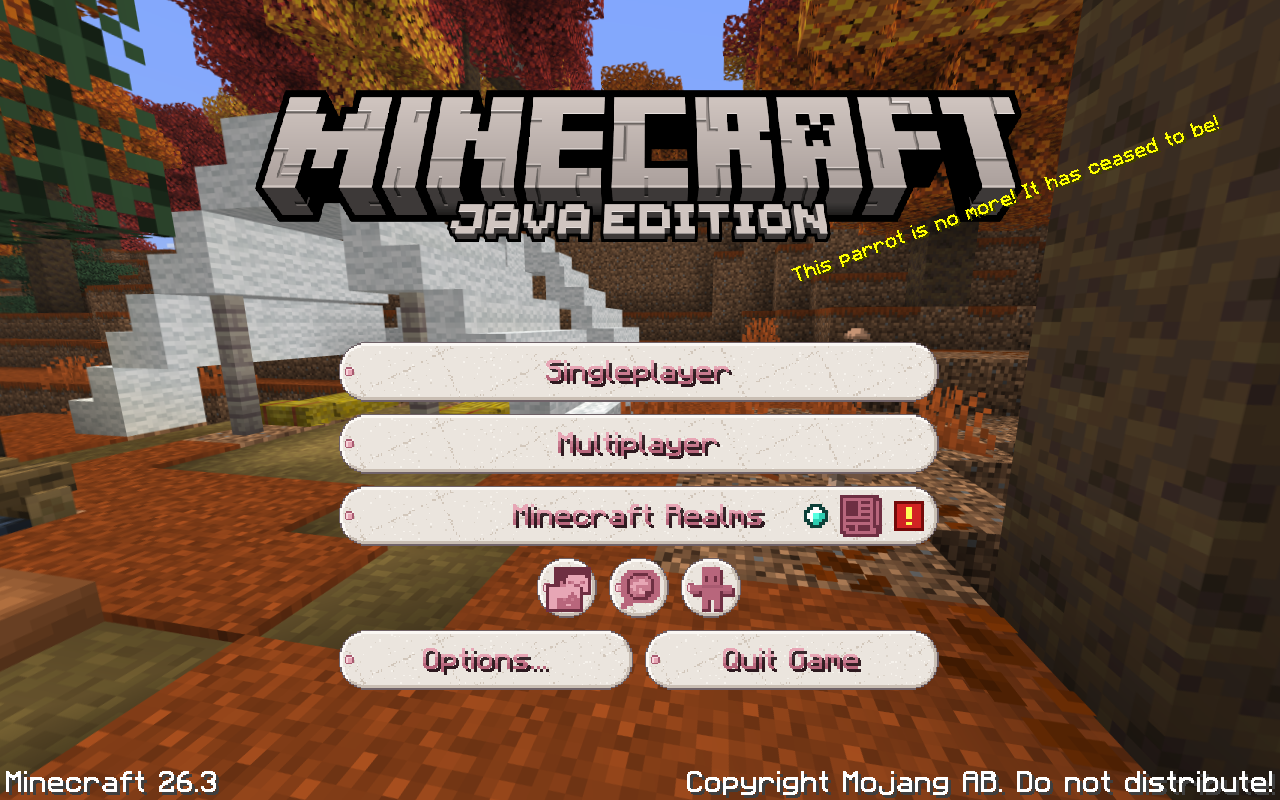 MINECRAFT
JAVA EDITION
This parrot is no more! It has ceased to be!
Singleplayer
Multiplayer
Minecraft Realms
Options...
Quit Game
Minecraft 26.3
Copyright Mojang AB. Do not distribute!